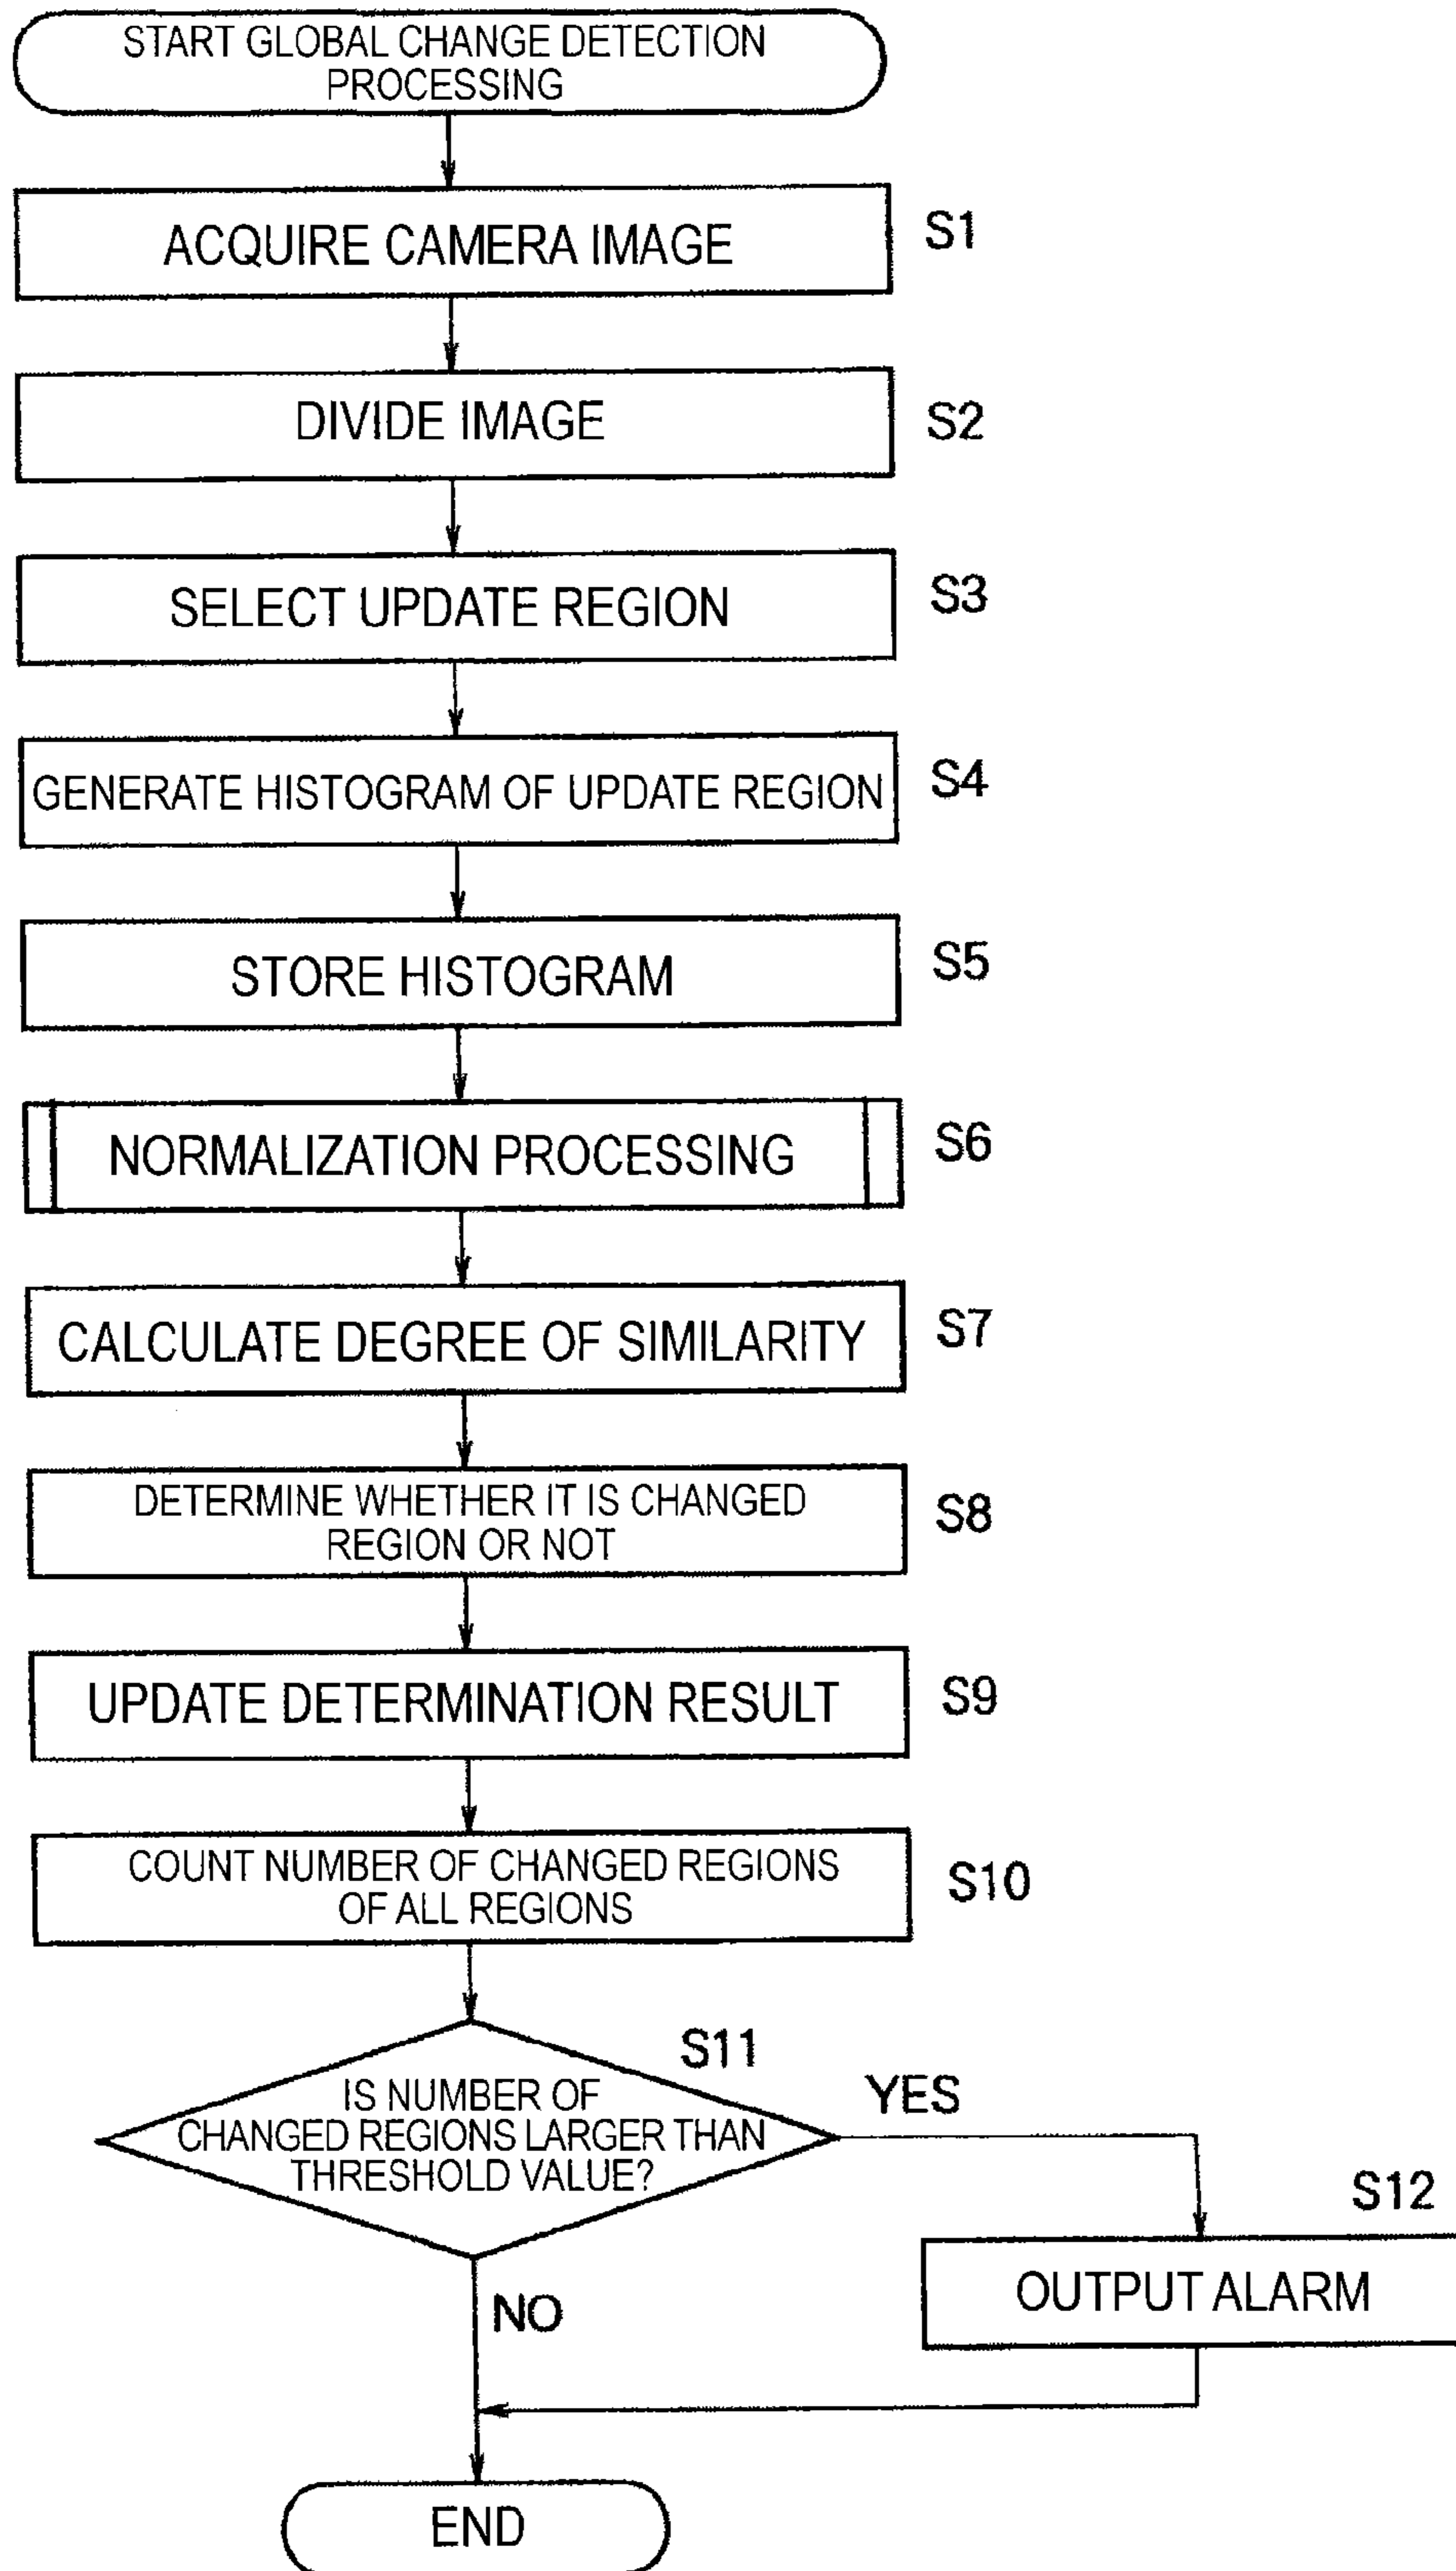 START GLOBAL CHANGE DETECTION
PROCESSING
ACQUIRE CAMERA IMAGE
S1
DIVIDE IMAGE
S2
SELECT UPDATE REGION
S3
GENERATE HISTOGRAM OF UPDATE REGION
S4
STORE HISTOGRAM
S5
NORMALIZATION PROCESSING
S6
CALCULATE DEGREE OF SIMILARITY
S7
DETERMINE WHETHER IT IS CHANGED
REGION OR NOT
S8
UPDATE DETERMINATION RESULT
S9
COUNT NUMBER OF CHANGED REGIONS
OF ALL REGIONS
S10
S11
IS NUMBER OF
CHANGED REGIONS LARGER THAN
THRESHOLD VALUE?
YES
S12
OUTPUT ALARM
NO
END